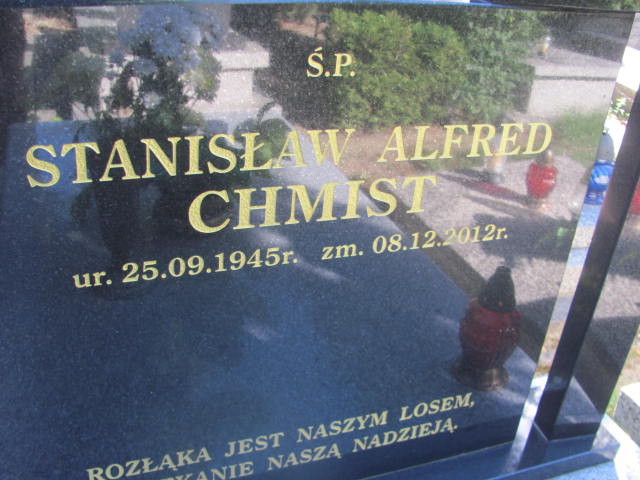 Ś.P.
STANISŁAW ALFRED
CHMIST
ur. 25.09.1945r. zm. 08.12.2012r.
ROZŁĄKA JEST NASZYM LOSEM,
NASZĄ NADZIEJĄ.